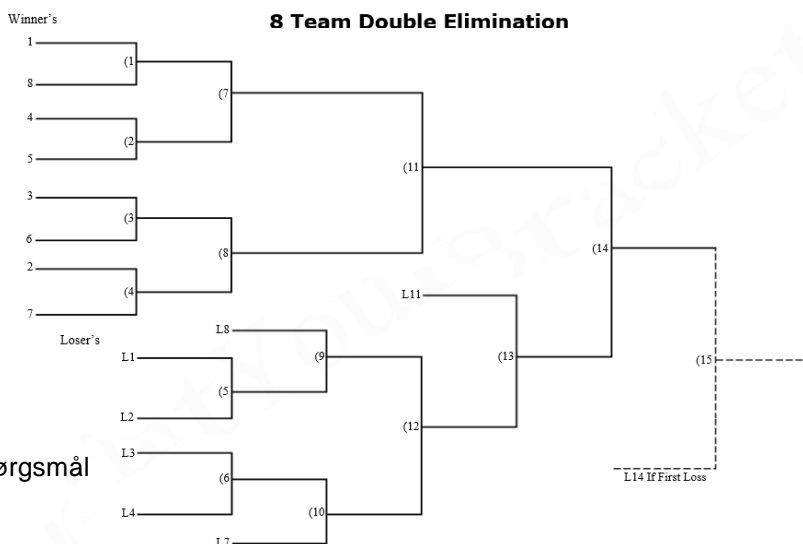 8 Team Double Elimination
Winner's
1
(1
8
(7
4
(2
5
(11
3
(3
6
(8
2
(4
7
(14
Loser's
L11
L8
L1
(9
(5
L2
(13
(12
(15
L3
(6
L4
(10
L7
L14 If First Loss
ørgsmål